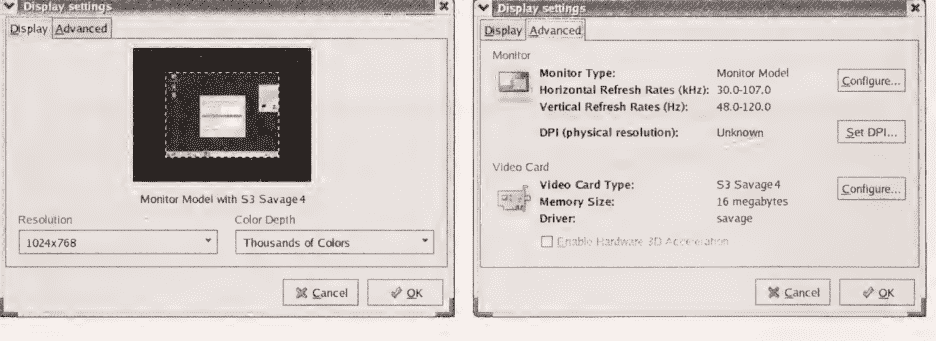 Display settings
Display Advanced
Monitor Model with S3 Savage4
Resolution Color Depth
1024x768 Thousands of Colors
Cancel OK
Display settings
Display Advanced
Monitor
Monitor Type: Monitor Model Configure...
Horizontal Refresh Rates (kHz): 30.0-107.0
Vertical Refresh Rates (Hz): 48.0-120.0
DPI (physical resolution): Unknown Set DPI...
Video Card
Video Card Type: S3 Savage4 Configure...
Memory Size: 16 megabytes
Driver: savage
Enable Hardware 3D Acceleration
Cancel OK